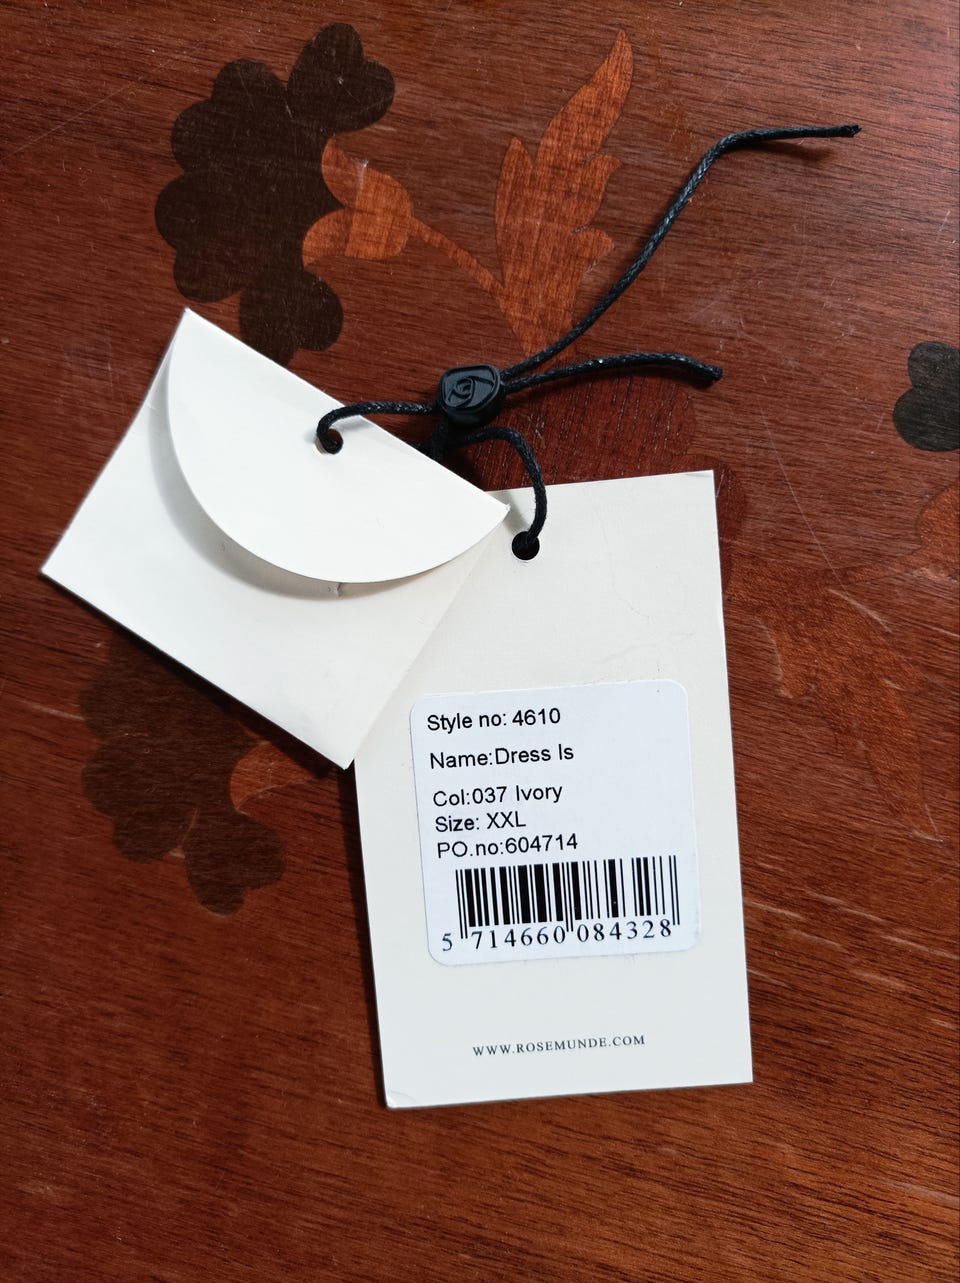 Style no: 4610
Name:Dress ls
Col:037 Ivory
Size: XXL
PO.no:604714
5 714660 084328
WWW.ROSEMUNDE.COM